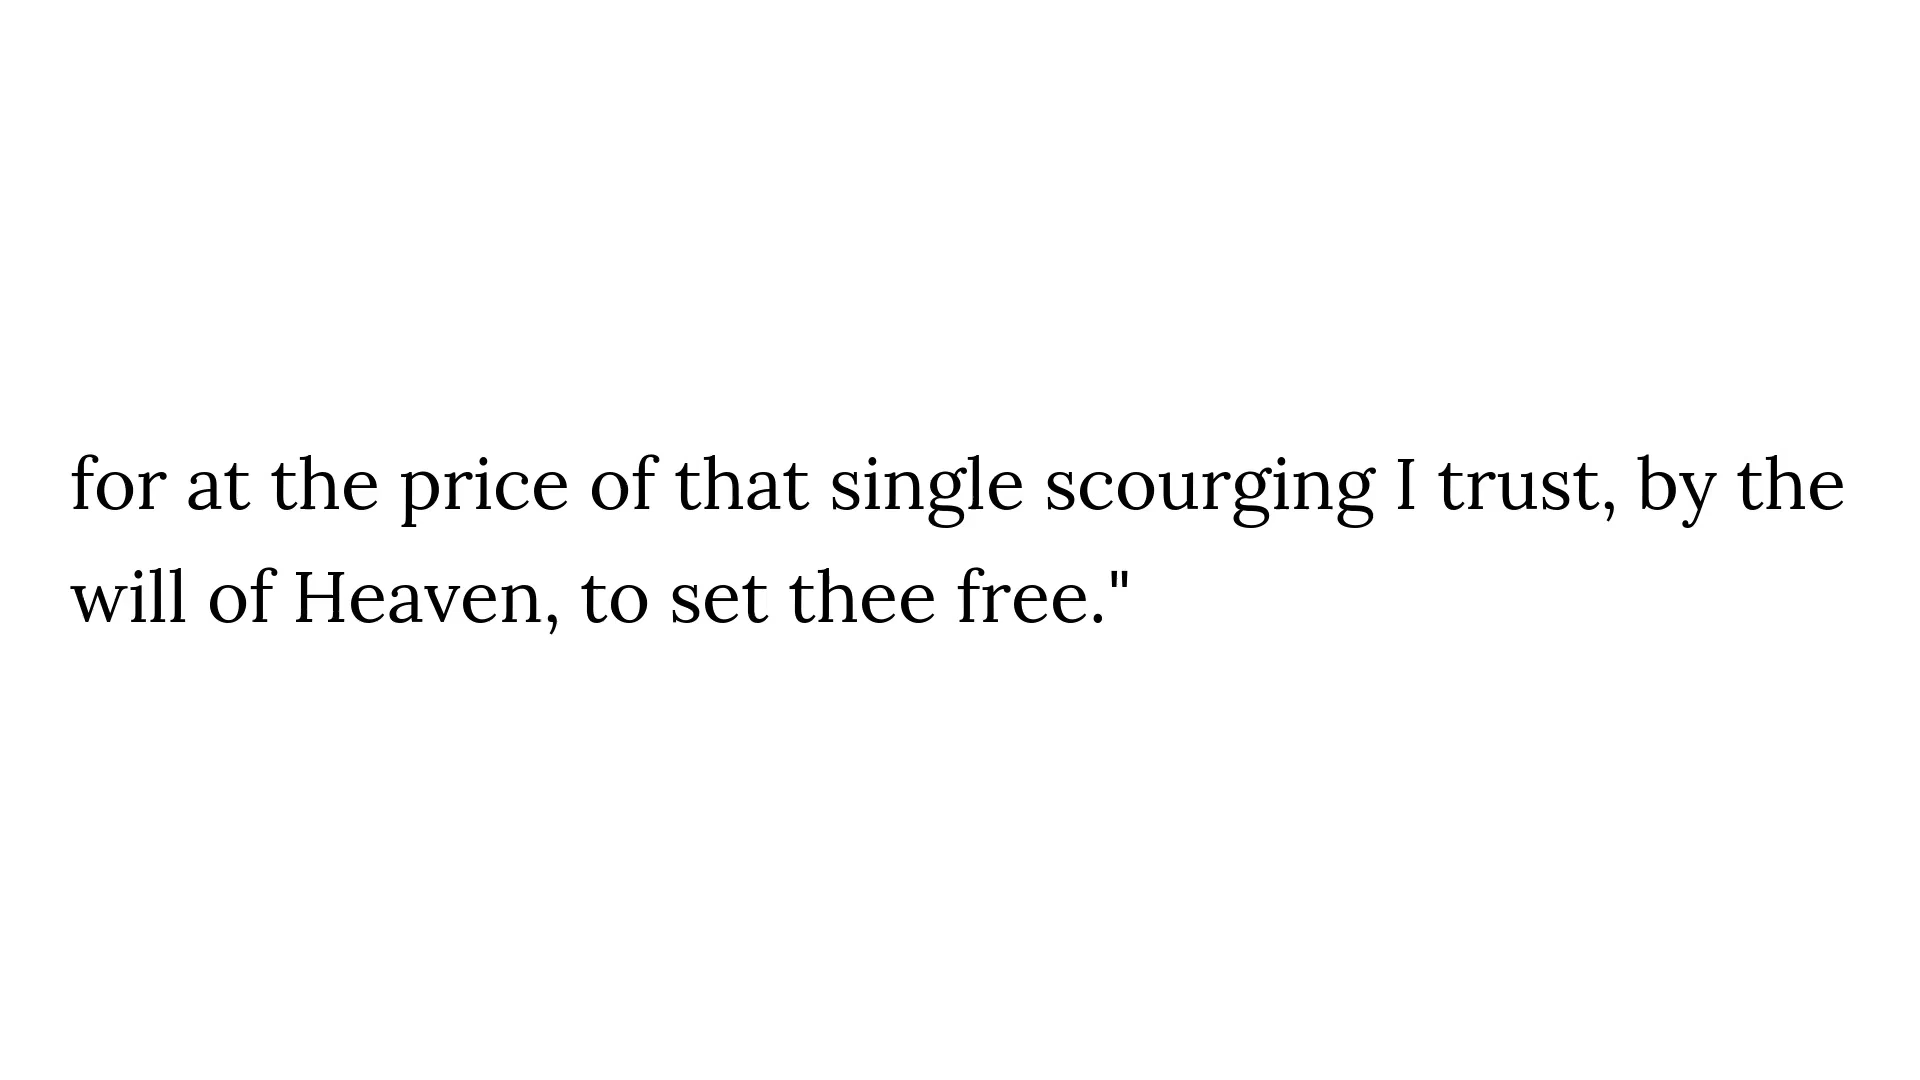 for at the price of that single scourging I trust, by the
will of Heaven, to set thee free."